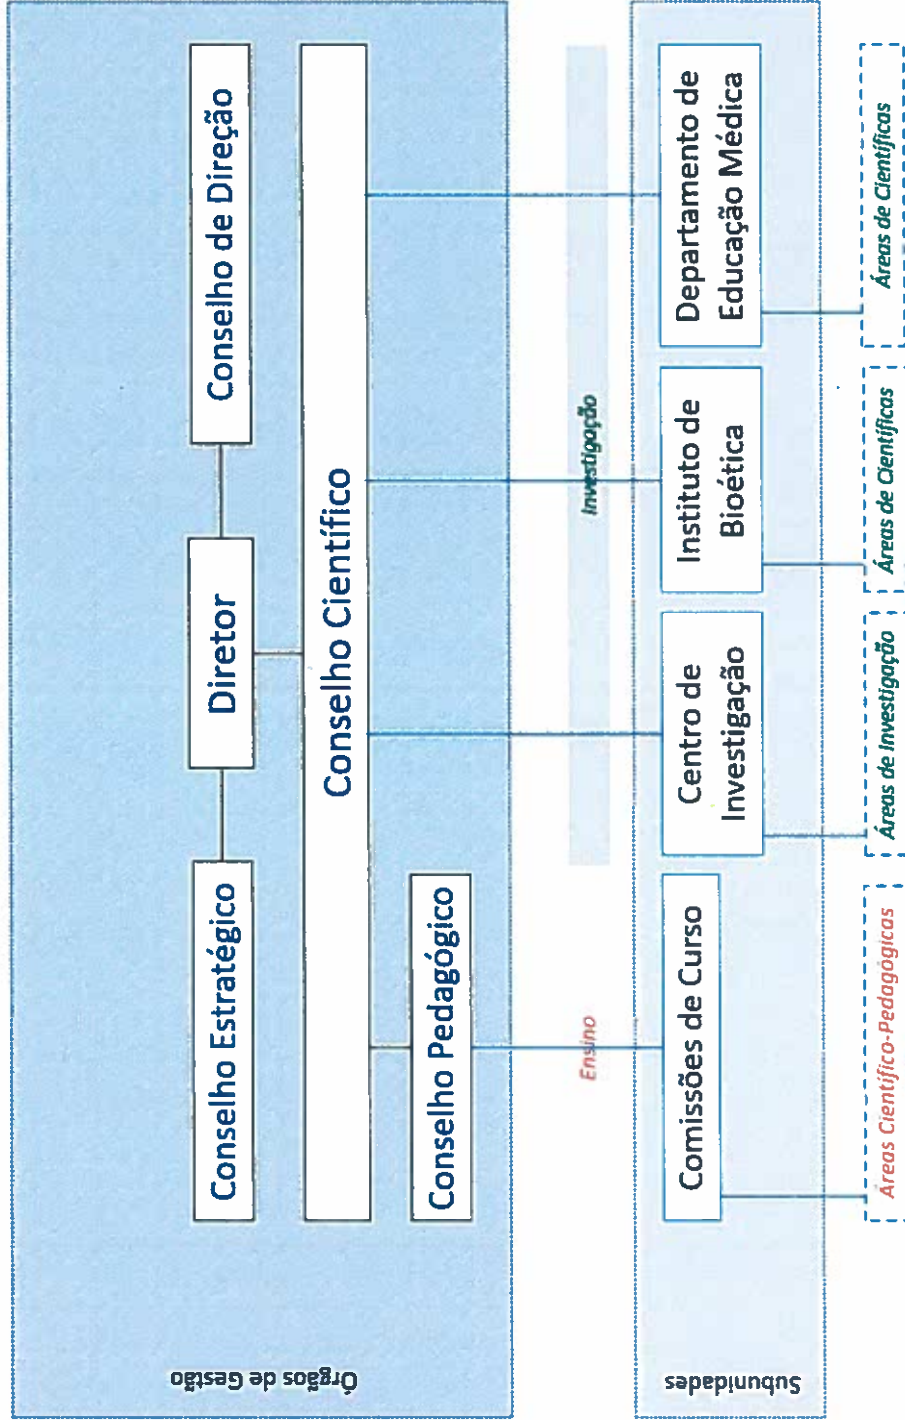 Órgãos de Gestão
Conselho Estratégico
Diretor
Conselho de Direção
Conselho Científico
Conselho Pedagógico
Ensino
Investigação
Subunidades
Comissões de Curso
Centro de
Investigação
Instituto de
Bioética
Departamento de
Educação Médica
Áreas Científico-Pedagógicas
Áreas de Investigação
Áreas de Científicas
Áreas de Científicas